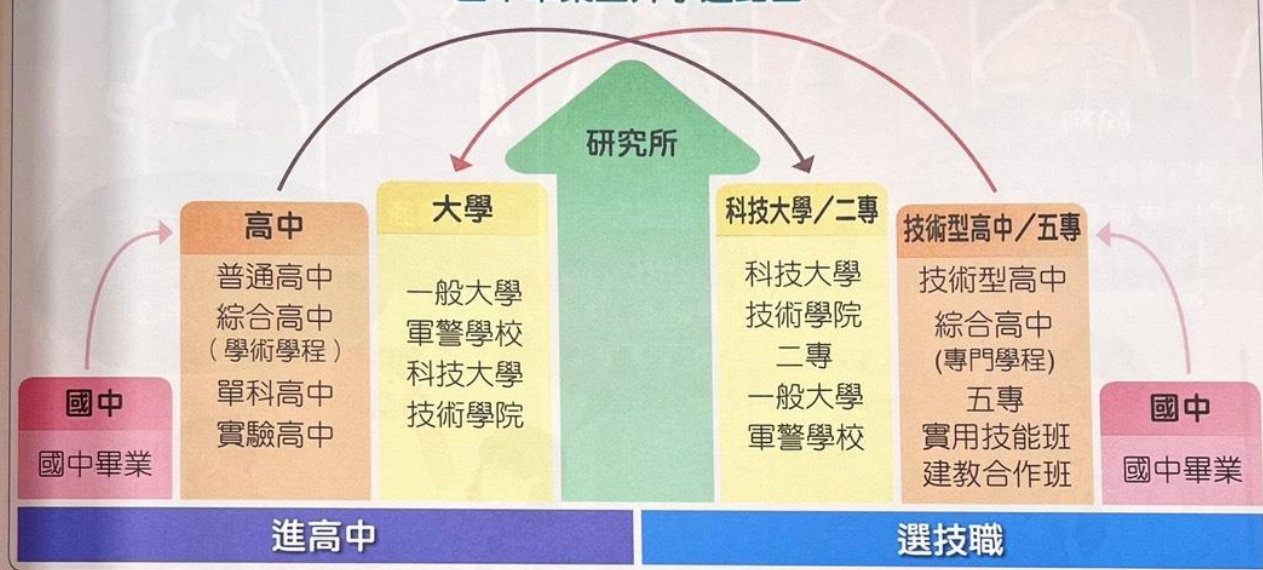 研究所
高中
普通高中
綜合高中
（學術學程）
單科高中
實驗高中
大學
一般大學
軍警學校
科技大學
技術學院
科技大學／二專
科技大學
技術學院
二專
一般大學
軍警學校
技術型高中／五專
技術型高中
綜合高中
(專門學程)
五專
實用技能班
建教合作班
國中
國中畢業
國中
國中畢業
進高中
選技職